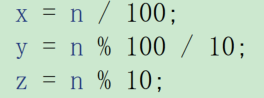 x = n / 100;
y = n % 100 / 10;
z = n % 10;